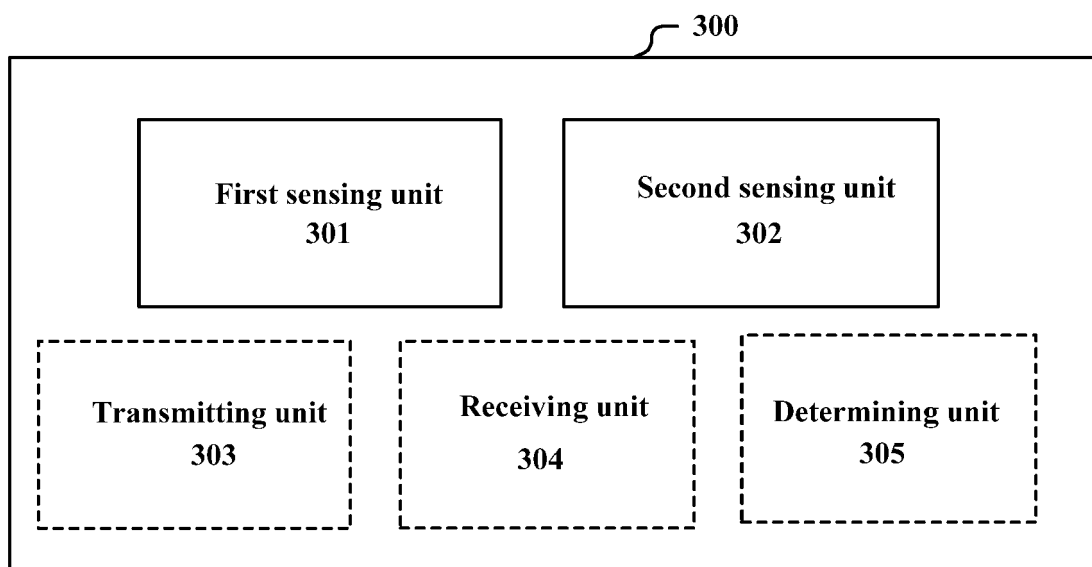 300
First sensing unit
301
Second sensing unit
302
Transmitting unit
303
Receiving unit
304
Determining unit
305